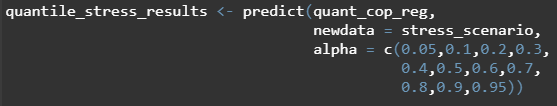 quantile_stress_results <- predict(quant_cop_reg,
newdata = stress_scenario,
alpha = c(0.05,0.1,0.2,0.3,
0.4,0.5,0.6,0.7,
0.8,0.9,0.95))